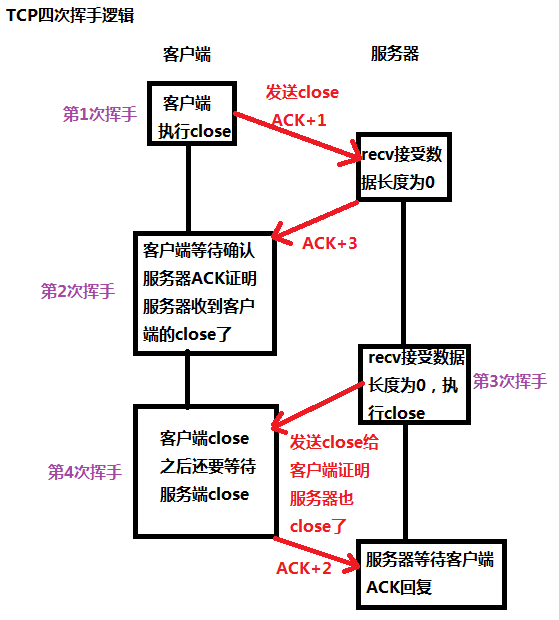 TCP四次挥手逻辑
客户端
服务器
第1次挥手
客户端
执行close
发送close
ACK+1
recv接受数
据长度为0
ACK+3
第2次挥手
客户端等待确认
服务器ACK证明
服务器收到客户
端的close了
recv接受数据
长度为0，执
行close
第3次挥手
第4次挥手
客户端close
之后还要等待
服务端close
发送close给
客户端证明
服务器也
close了
ACK+2
服务器等待客户端
ACK回复